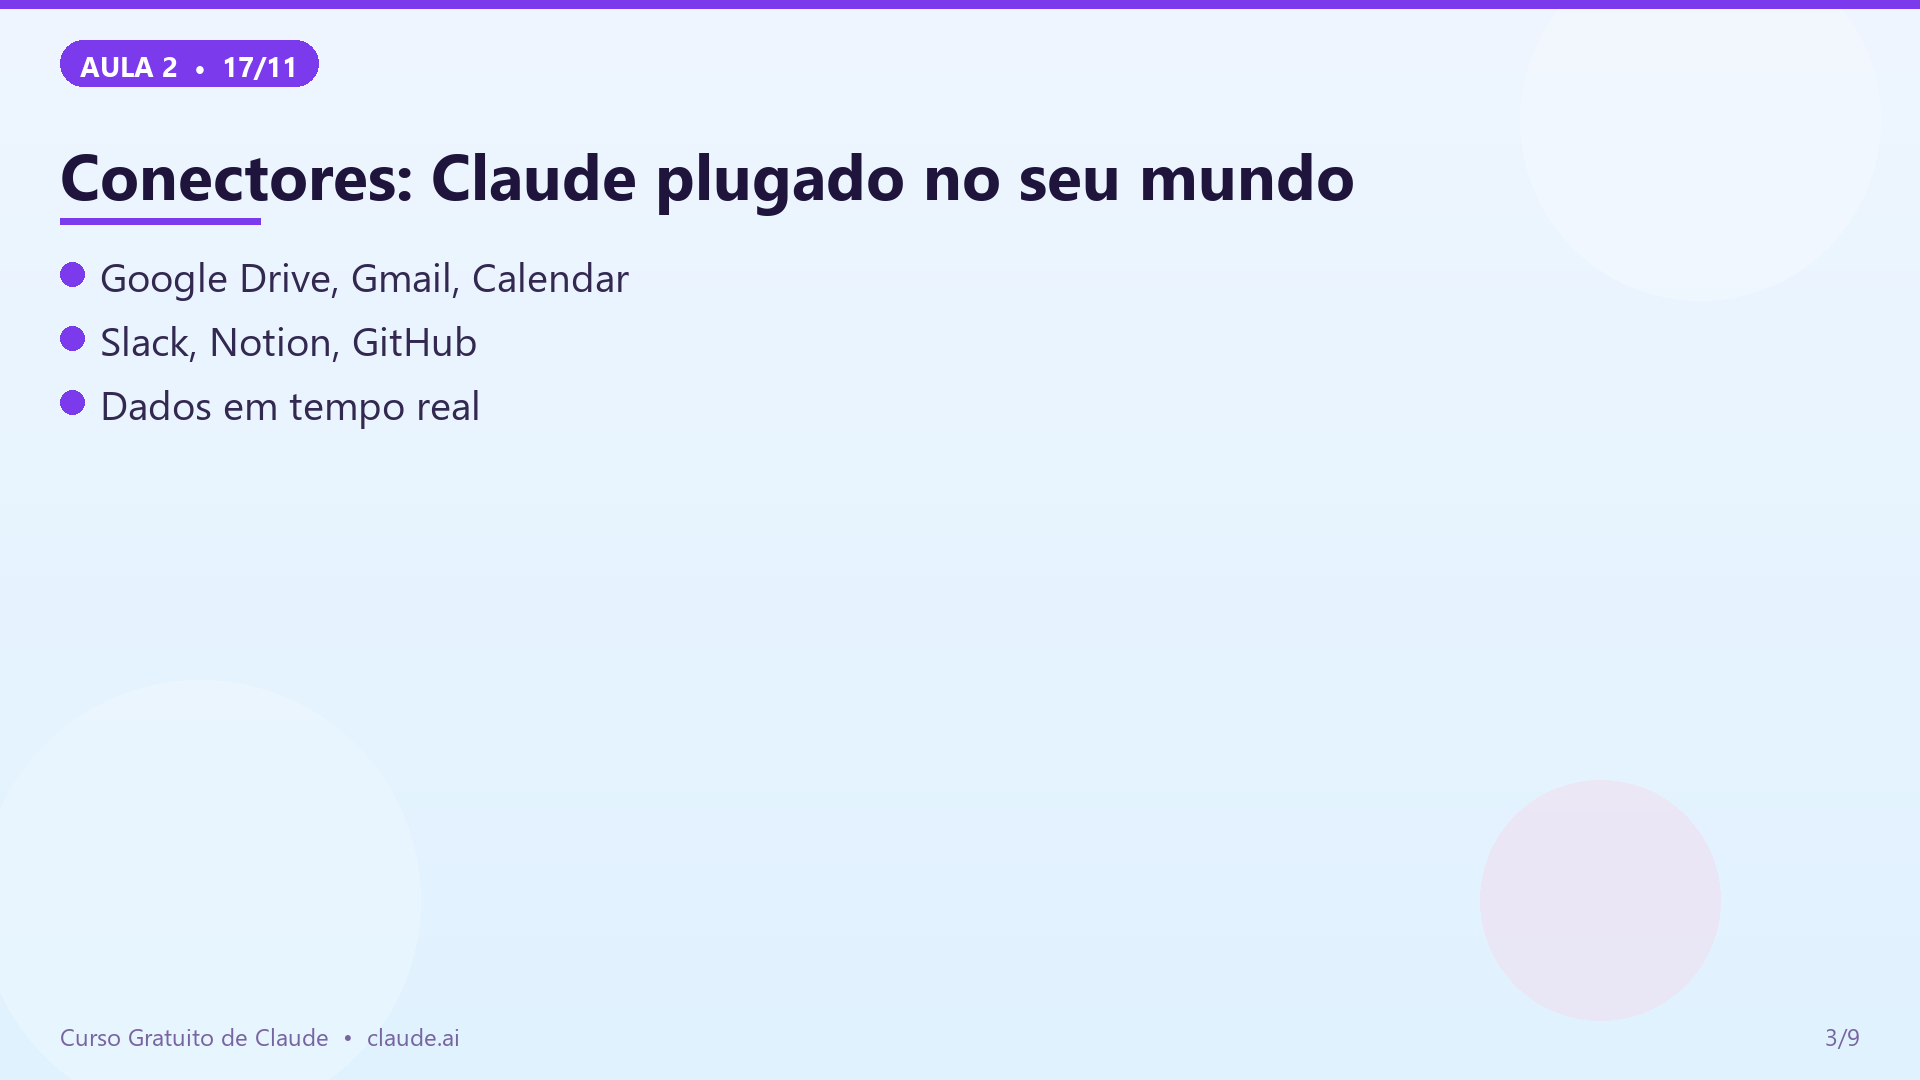 AULA 2 • 17/11
Conectores: Claude plugado no seu mundo
Google Drive, Gmail, Calendar
Slack, Notion, GitHub
Dados em tempo real
Curso Gratuito de Claude • claude.ai
3/9